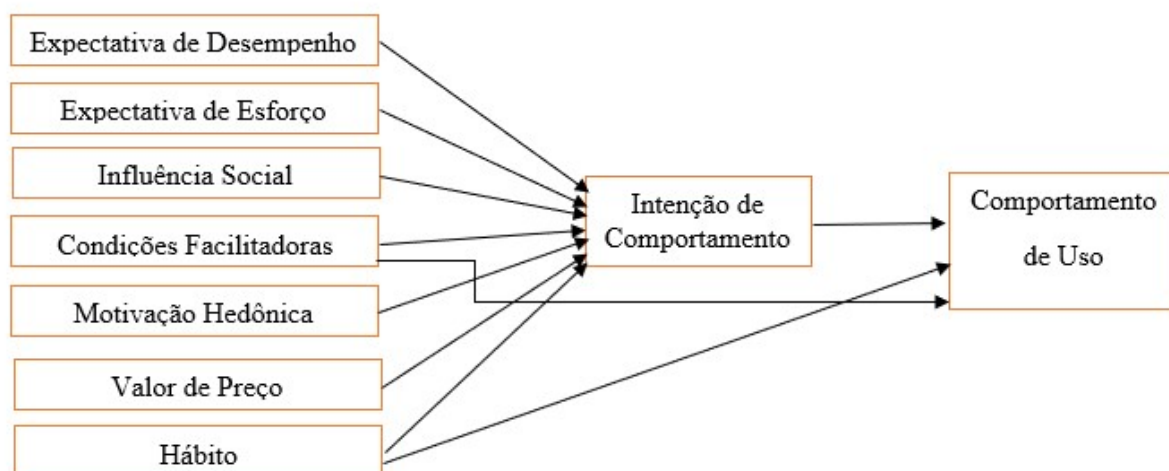 Expectativa de Desempenho
Expectativa de Esforço
Influência Social
Condições Facilitadoras
Motivação Hedônica
Valor de Preço
Hábito
Intenção de
Comportamento
Comportamento
de Uso